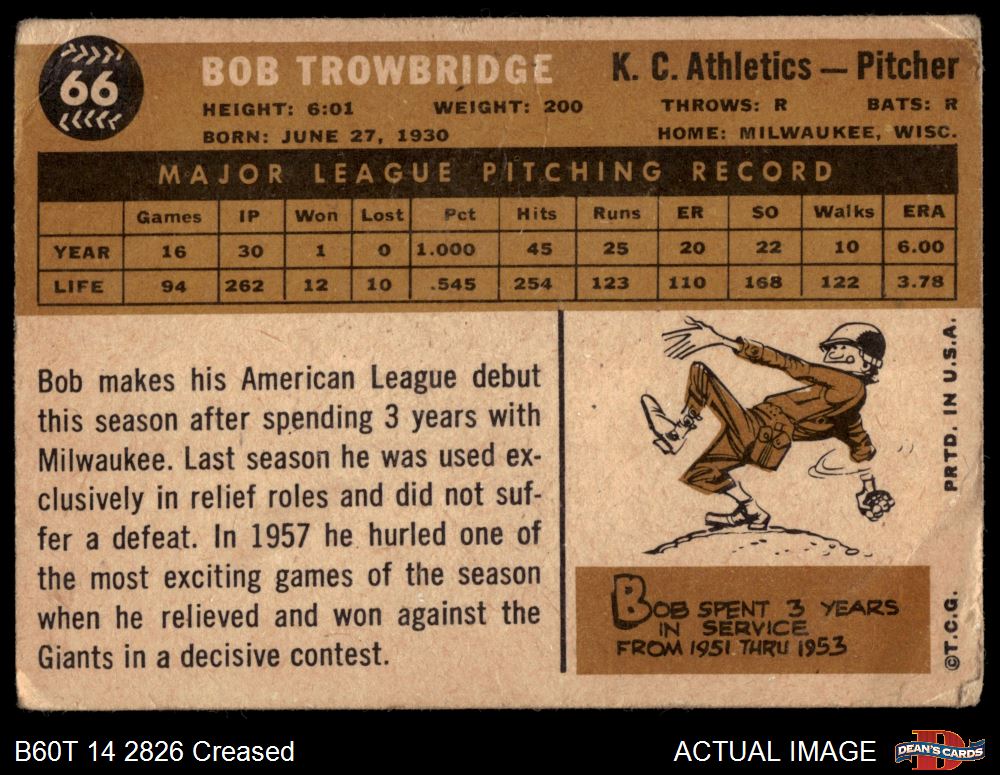 66
BOB TROWBRIDGE
K. C. Athletics — Pitcher
HEIGHT: 6:01 WEIGHT: 200 THROWS: R BATS: R
BORN: JUNE 27, 1930 HOME: MILWAUKEE, WISC.
MAJOR LEAGUE PITCHING RECORD
Games IP Won Lost Pct Hits Runs ER SO Walks ERA
YEAR 16 30 1 0 1.000 45 25 20 22 10 6.00
LIFE 94 262 12 10 .545 254 123 110 168 122 3.78
Bob makes his American League debut
this season after spending 3 years with
Milwaukee. Last season he was used ex-
clusively in relief roles and did not suf-
fer a defeat. In 1957 he hurled one of
the most exciting games of the season
when he relieved and won against the
Giants in a decisive contest.
BOB SPENT 3 YEARS
IN SERVICE
FROM 1951 THRU 1953
©T.C.G. PRTD. IN U.S.A.
B60T 14 2826 Creased
ACTUAL IMAGE
D
DEAN'S CARDS